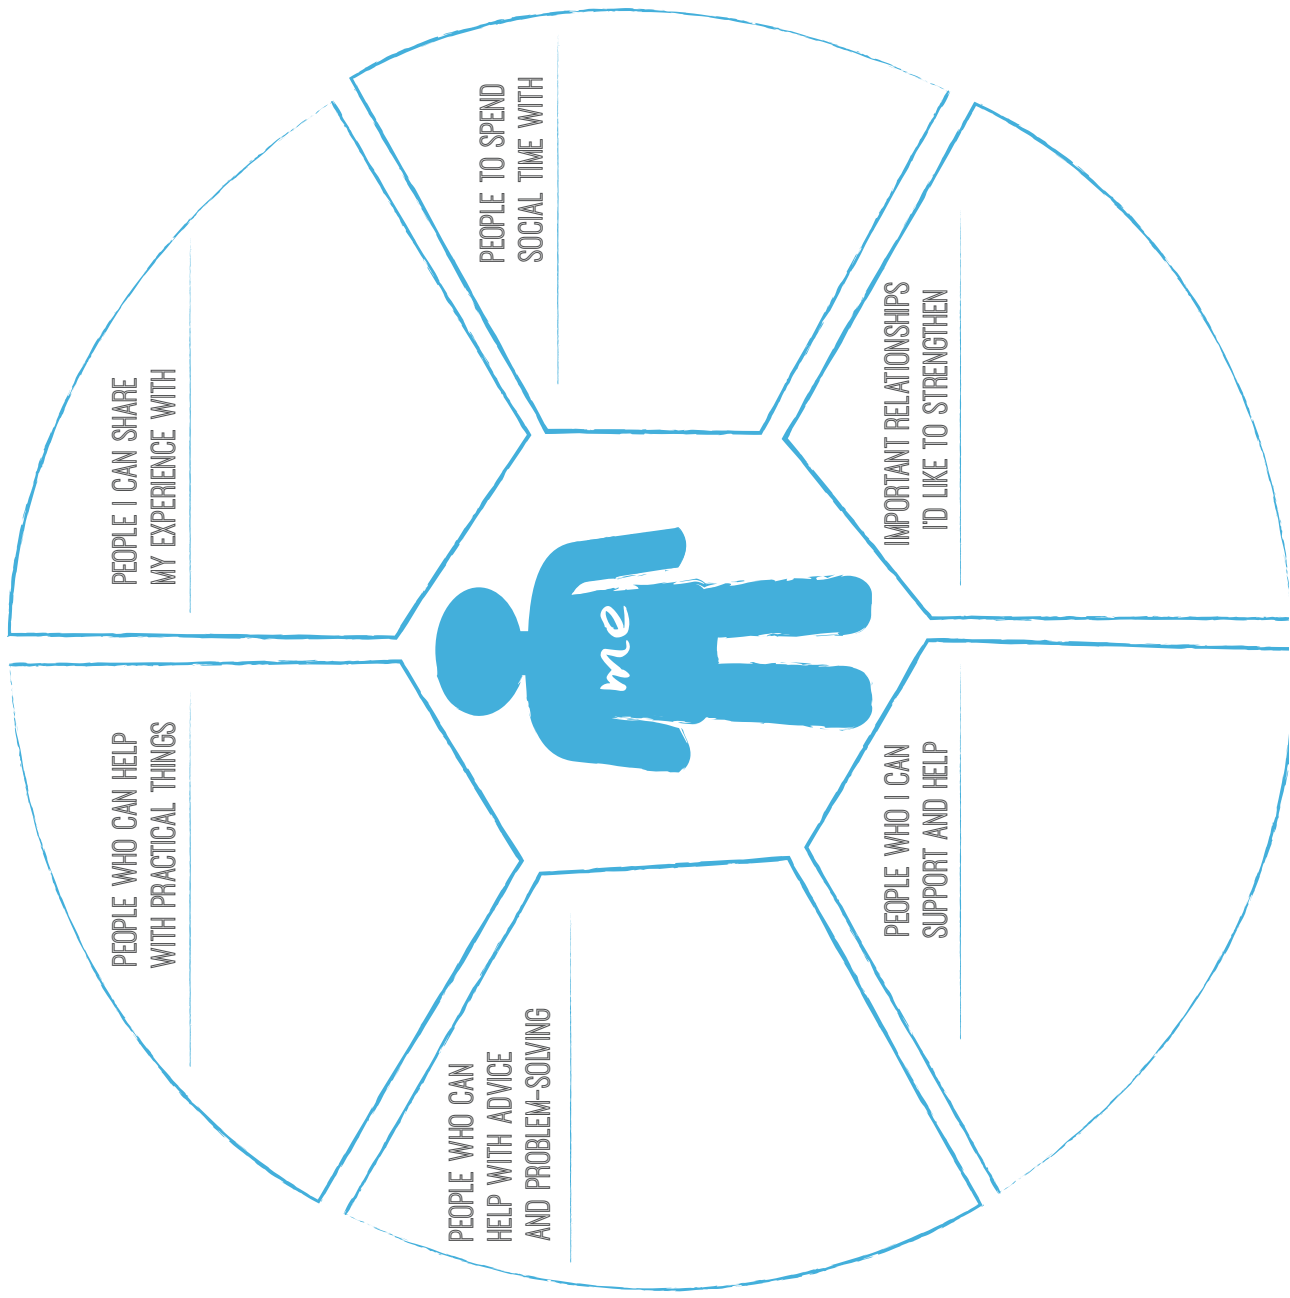 PEOPLE WHO CAN HELP
WITH PRACTICAL THINGS
PEOPLE I CAN SHARE
MY EXPERIENCE WITH
PEOPLE WHO CAN
HELP WITH ADVICE
AND PROBLEM-SOLVING
me
PEOPLE TO SPEND
SOCIAL TIME WITH
PEOPLE WHO I CAN
SUPPORT AND HELP
IMPORTANT RELATIONSHIPS
I'D LIKE TO STRENGTHEN